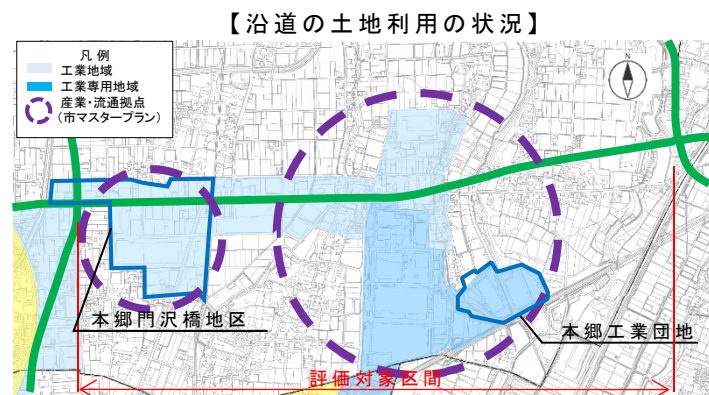 【沿道の土地利用の状況】
凡例
工業地域
工業専用地域
産業・流通拠点
(市マスタープラン)
N
本郷門沢橋地区
本郷工業団地
評価対象区間